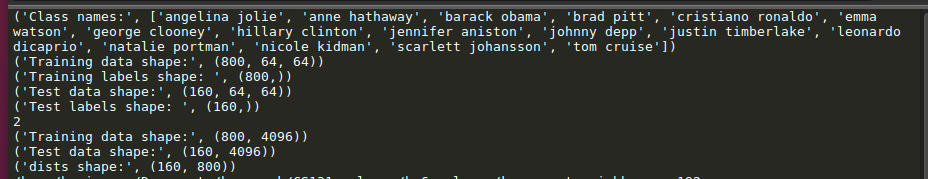 ('Class names:', ['angelina jolie', 'anne hathaway', 'barack obama', 'brad pitt', 'cristiano ronaldo', 'emma
watson', 'george clooney', 'hillary clinton', 'jennifer aniston', 'johnny depp', 'justin timberlake', 'leonardo
dicaprio', 'natalie portman', 'nicole kidman', 'scarlett johansson', 'tom cruise'])
('Training data shape:', (800, 64, 64))
('Training labels shape: ', (800,))
('Test data shape:', (160, 64, 64))
('Test labels shape: ', (160,))
2
('Training data shape:', (800, 4096))
('Test data shape:', (160, 4096))
('dists shape:', (160, 800))